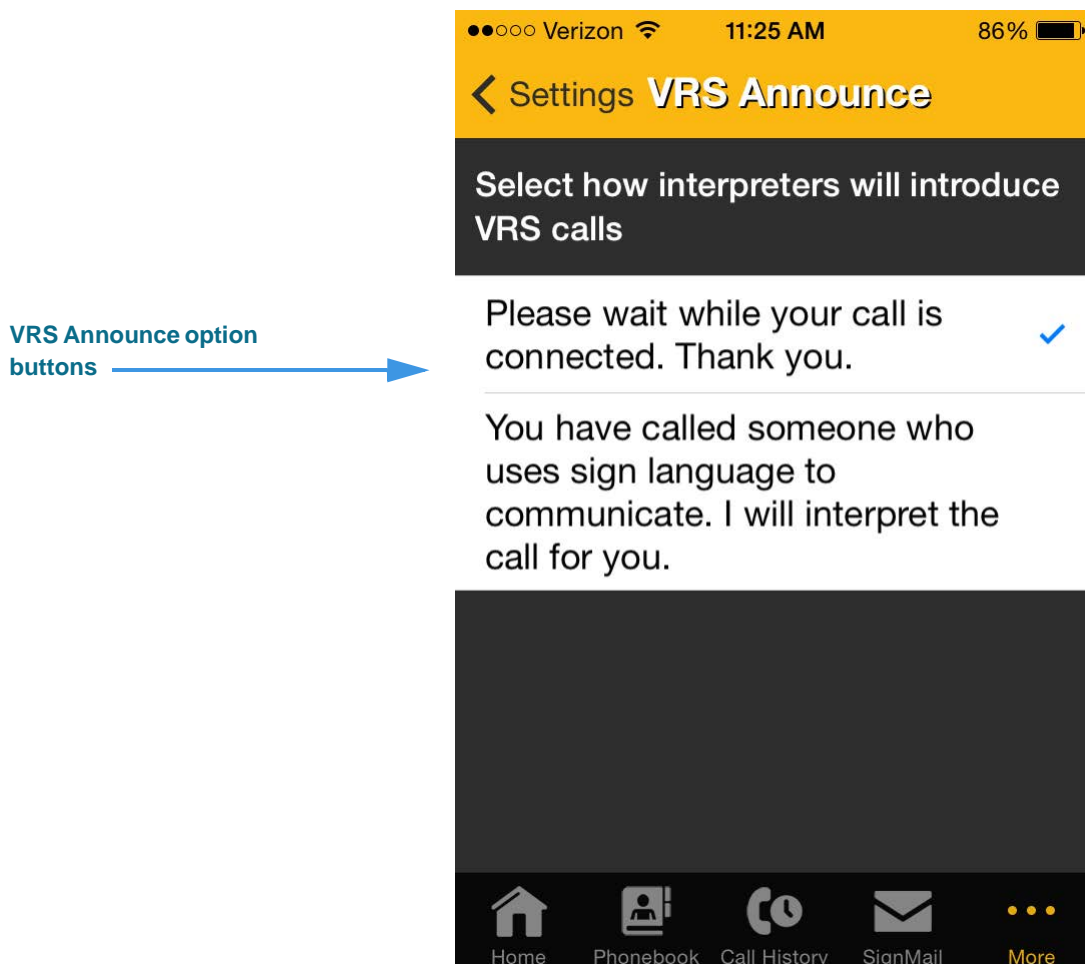 Verizon 11:25 AM 86%
Settings VRS Announce
Select how interpreters will introduce
VRS calls
VRS Announce option
buttons
Please wait while your call is
connected. Thank you.
You have called someone who
uses sign language to
communicate. I will interpret the
call for you.
Home Phonebook Call History SignMail More